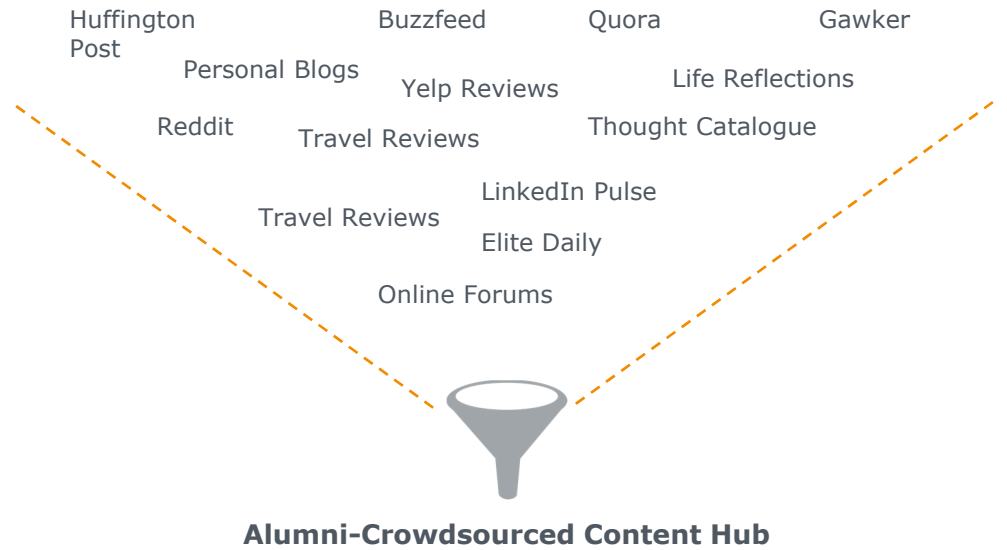 Huffington
Post
Buzzfeed
Quora
Gawker
Personal Blogs
Yelp Reviews
Life Reflections
Reddit
Travel Reviews
Thought Catalogue
LinkedIn Pulse
Travel Reviews
Elite Daily
Online Forums
Alumni-Crowdsourced Content Hub